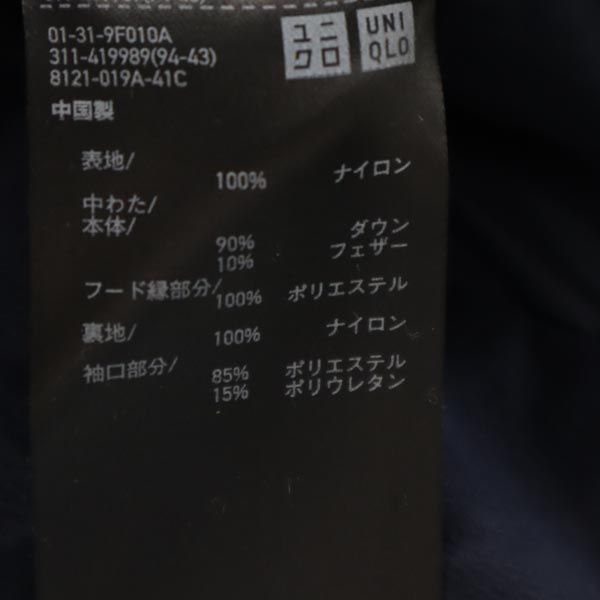 01-31-9F010A
311-419989(94-43)
8121-019A-41C
ユニ
クロ
UNI
QLO
中国製
表地/
100% ナイロン
中わた/
本体/
90% ダウン
10% フェザー
フード縁部分/
100% ポリエステル
裏地/
100% ナイロン
袖口部分/
85% ポリエステル
15% ポリウレタン